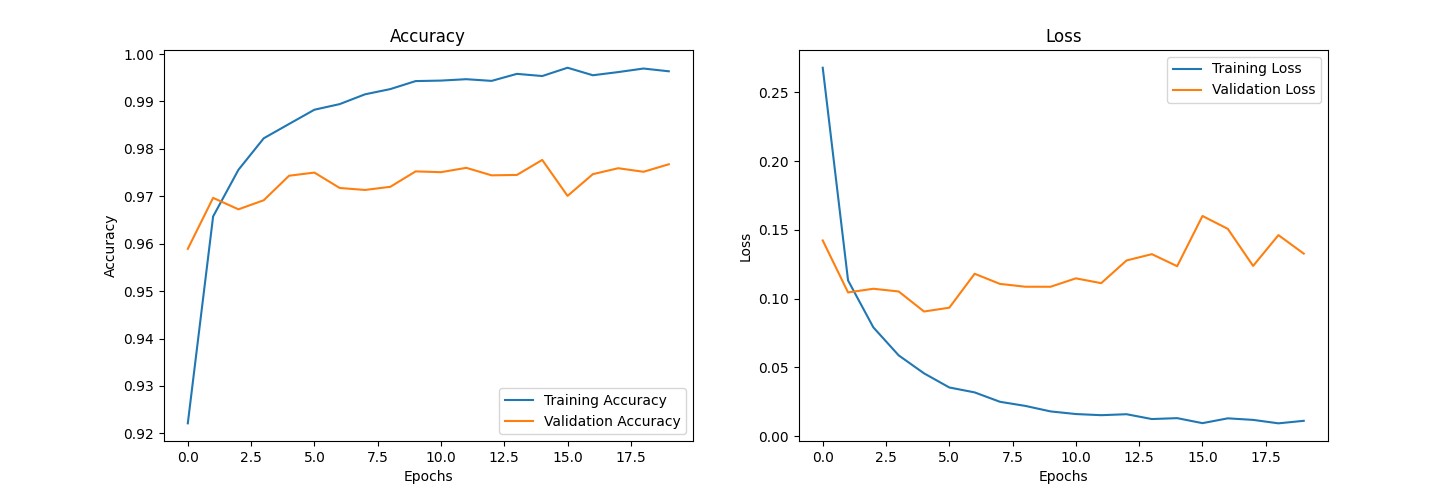 Accuracy
1.00
0.99
0.98
0.97
0.96
0.95
0.94
0.93
0.92
Accuracy
Training Accuracy
Validation Accuracy
0.0 2.5 5.0 7.5 10.0 12.5 15.0 17.5
Epochs
Loss
0.25
0.20
0.15
0.10
0.05
0.00
Loss
Training Loss
Validation Loss
0.0 2.5 5.0 7.5 10.0 12.5 15.0 17.5
Epochs